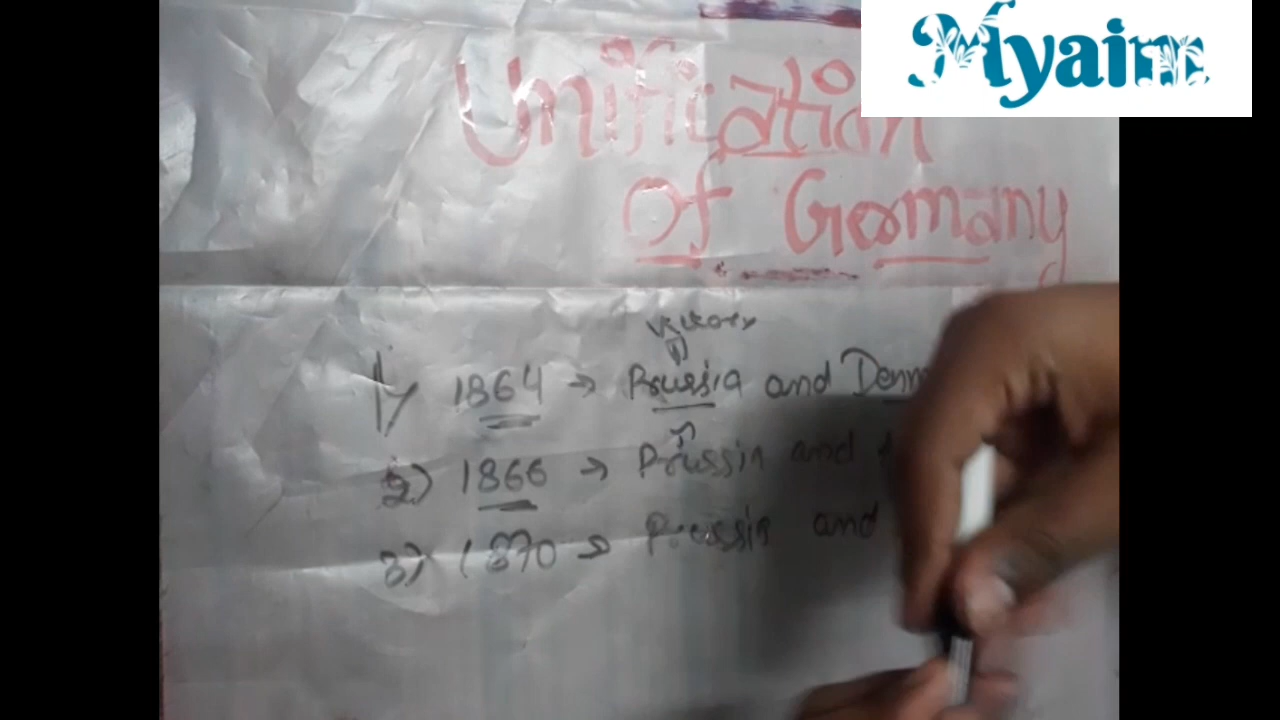 Myaim
Unification
Of Germany
victory
1) 1864 → Prussia and Denm
2) 1866 → Prussia and
3) 1870 → Prussia and